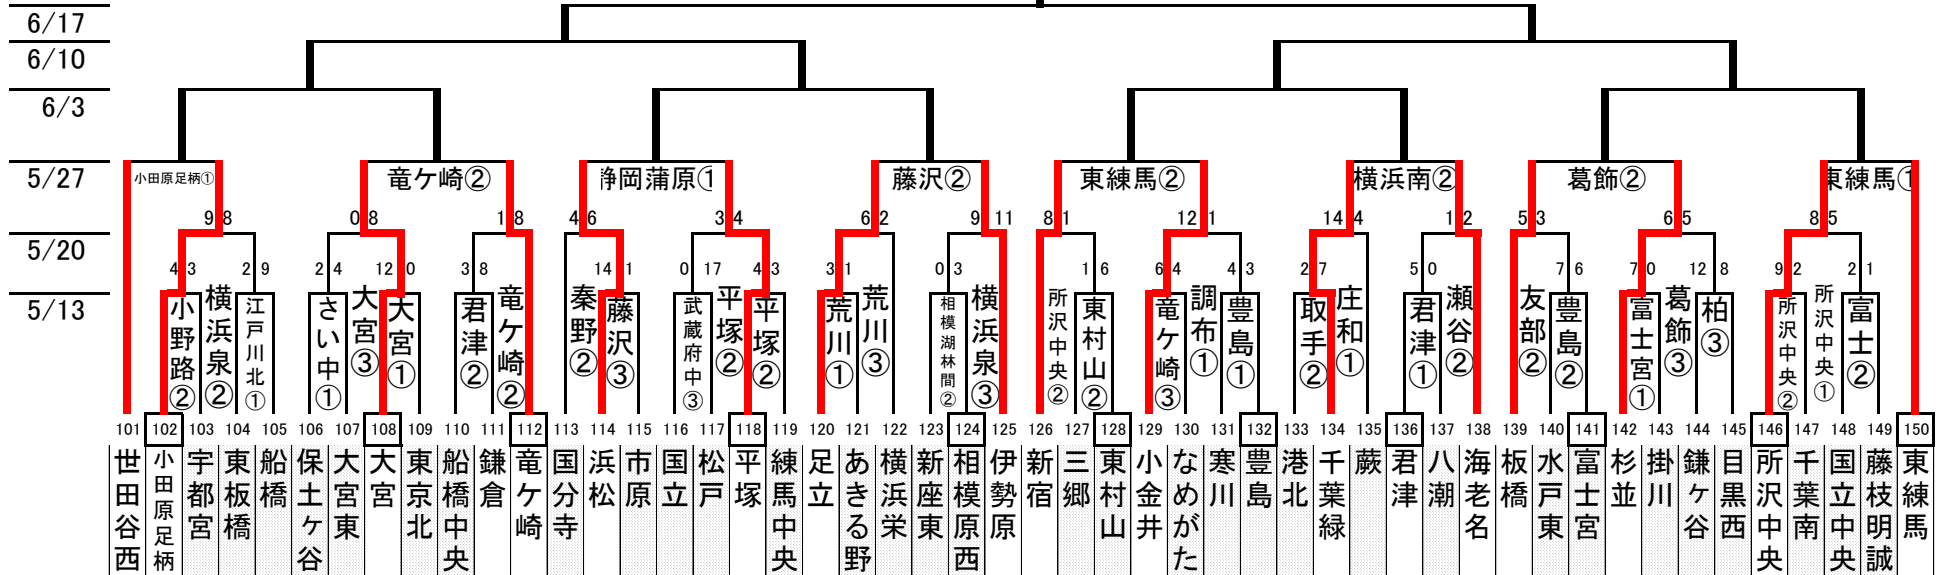 6/17
6/10
6/3
5/27 小田原足柄① 竜ケ崎② 静岡蒲原① 藤沢② 東練馬② 横浜南② 葛飾② 東練馬①
9 8 0 8 1 8 4 6 3 4 6 2 9 11 8 1 12 1 14 4 1 2 5 3 6 5 8 5
5/20
4 3 2 9 2 4 12 0 3 8 14 1 0 17 4 3 3 1 0 3 1 6 6 4 4 3 2 7 5 0 7 6 7 0 12 8 9 2 2 1
5/13
小野路② 横浜泉② 江戸川北① さい中① 大宮③ 大宮① 君津② 竜ケ崎② 秦野② 藤沢③ 武蔵府中③ 平塚② 平塚② 荒川① 荒川③ 相模湖林間② 横浜泉③ 所沢中央② 東村山② 竜ケ崎③ 調布① 豊島① 取手② 庄和① 君津① 瀬谷② 友部② 豊島② 富士宮① 葛飾③ 柏③ 所沢中央② 所沢中央① 富士②
101 102 103 104 105 106 107 108 109 110 111 112 113 114 115 116 117 118 119 120 121 122 123 124 125 126 127 128 129 130 131 132 133 134 135 136 137 138 139 140 141 142 143 144 145 146 147 148 149 150
世田谷西 小田原足柄 宇都宮 東板橋 船橋 保土ヶ谷 大宮東 大宮 東京北 船橋中央 鎌倉 竜ケ崎 国分寺 浜松 市原 国立 松戸 平塚 練馬中央 足立 あきる野 横浜栄 新座東 相模原西 伊勢原 新宿 三郷 東村山 小金井 なめがた 寒川 豊島 港北 千葉緑 蕨 君津 八潮 海老名 板橋 水戸東 富士宮 杉並 掛川 鎌ヶ谷 目黒西 所沢中央 千葉南 国立中央 藤枝明誠 東練馬